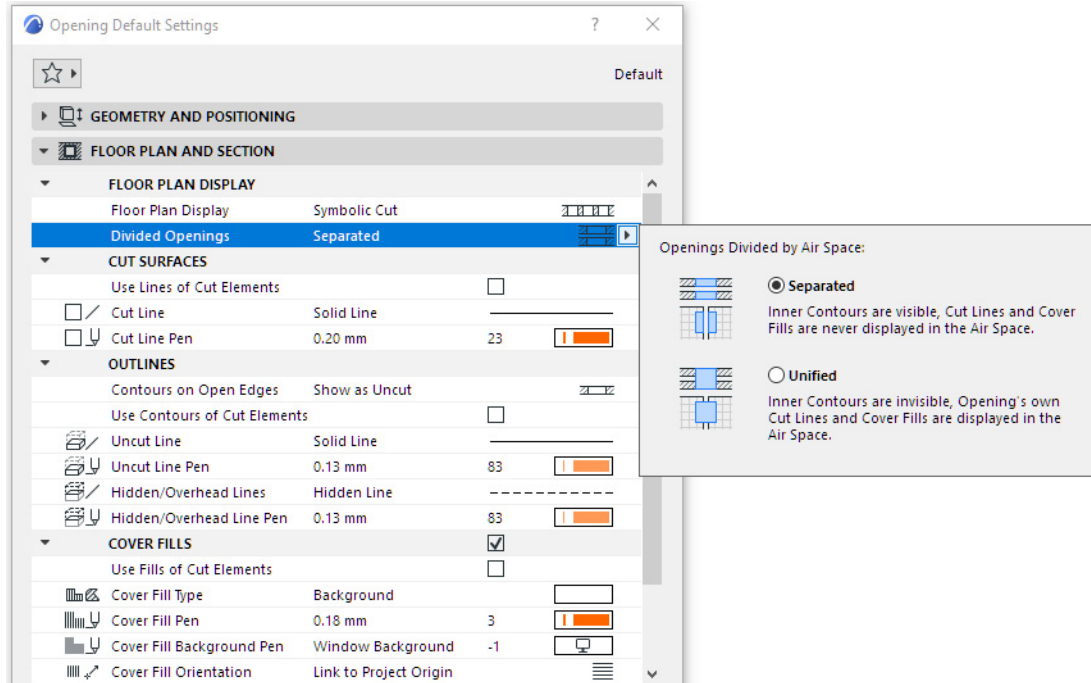 Opening Default Settings ?
Default
GEOMETRY AND POSITIONING
FLOOR PLAN AND SECTION
FLOOR PLAN DISPLAY
Floor Plan Display Symbolic Cut
Divided Openings Separated
CUT SURFACES
Use Lines of Cut Elements
Cut Line Solid Line
Cut Line Pen 0.20 mm 23
OUTLINES
Contours on Open Edges Show as Uncut
Use Contours of Cut Elements
Uncut Line Solid Line
Uncut Line Pen 0.13 mm 83
Hidden/Overhead Lines Hidden Line
Hidden/Overhead Line Pen 0.13 mm 83
COVER FILLS
Use Fills of Cut Elements
Cover Fill Type Background
Cover Fill Pen 0.18 mm 3
Cover Fill Background Pen Window Background -1
Cover Fill Orientation Link to Project Origin
Openings Divided by Air Space:
Separated
Inner Contours are visible, Cut Lines and Cover
Fills are never displayed in the Air Space.
Unified
Inner Contours are invisible, Opening's own
Cut Lines and Cover Fills are displayed in the
Air Space.